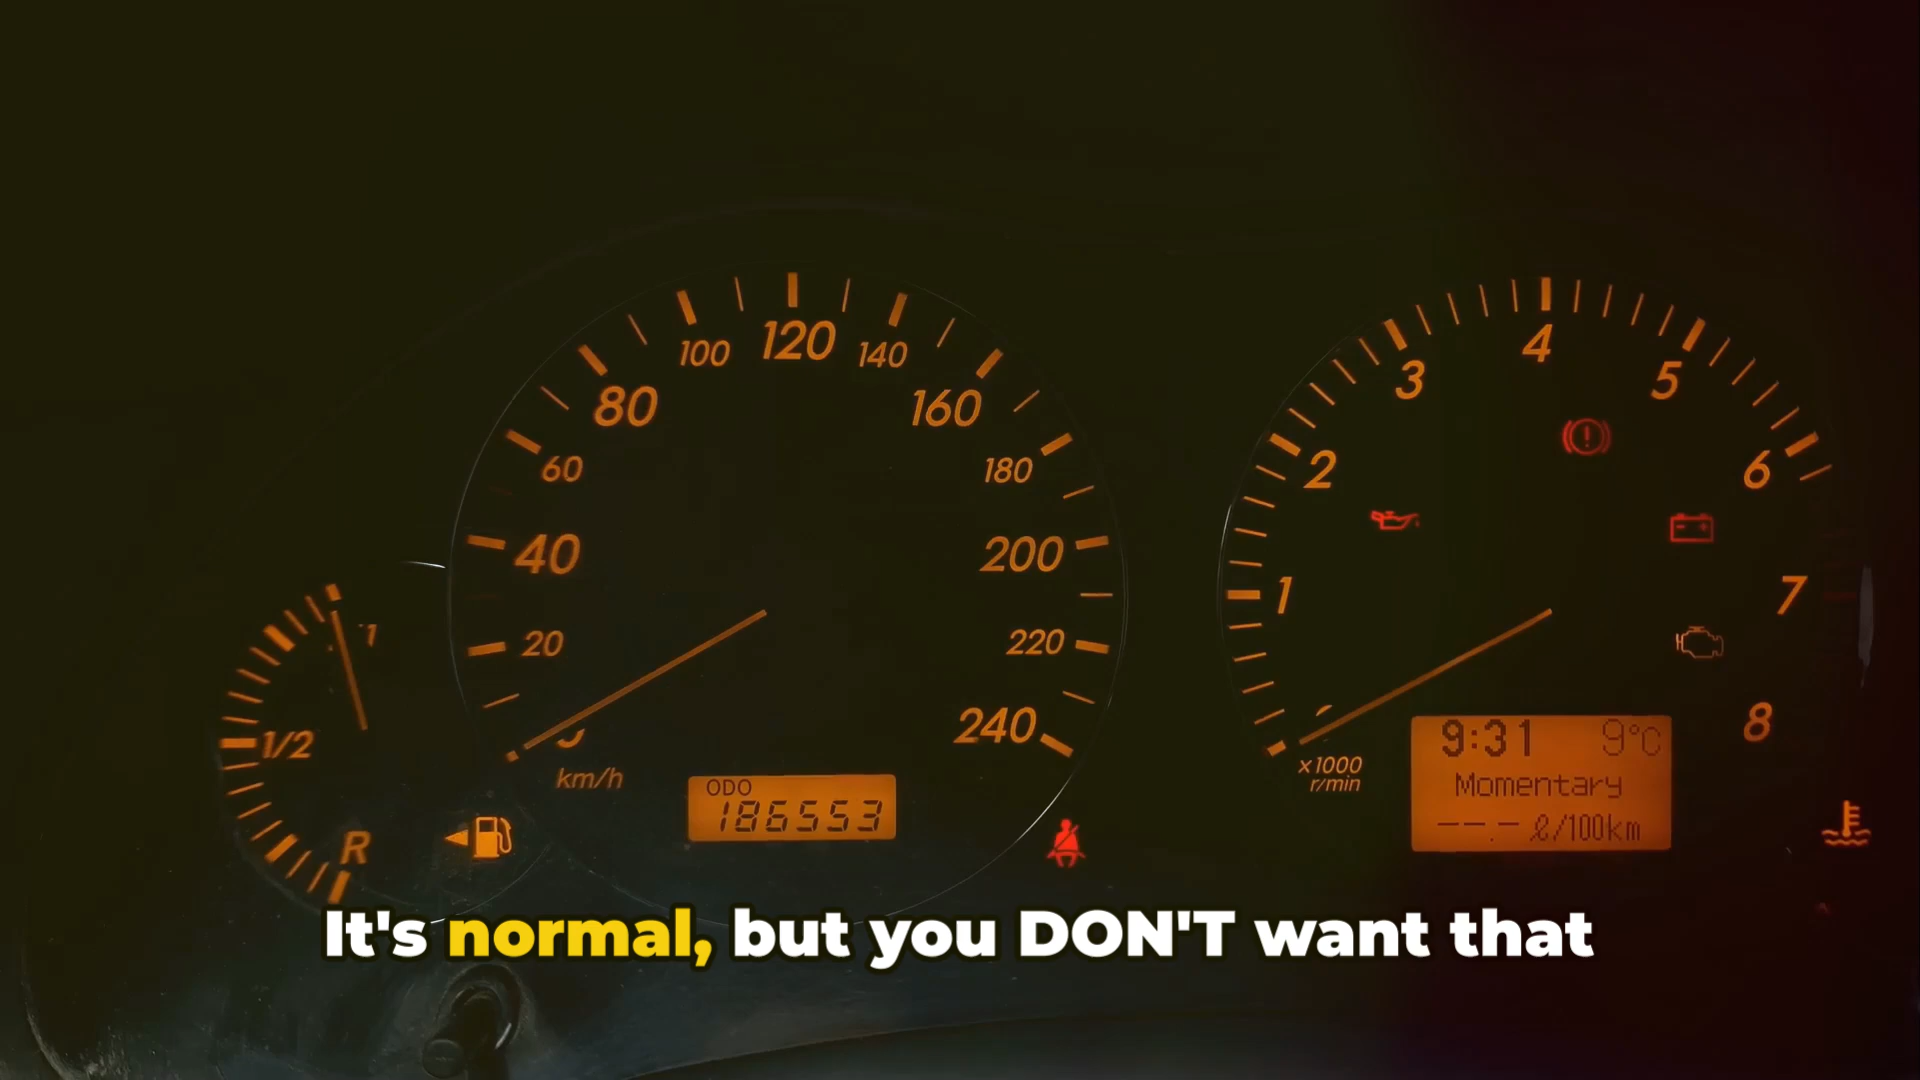 100 120 140
80 160
60 180
40 200
20 220
240
km/h
ODO
186553
1
1/2
R
1 2 3 4 5 6 7 8
x1000
r/min
9:31 9°C
Momentary
--.- ℓ/100km
It's normal, but you DON'T want that